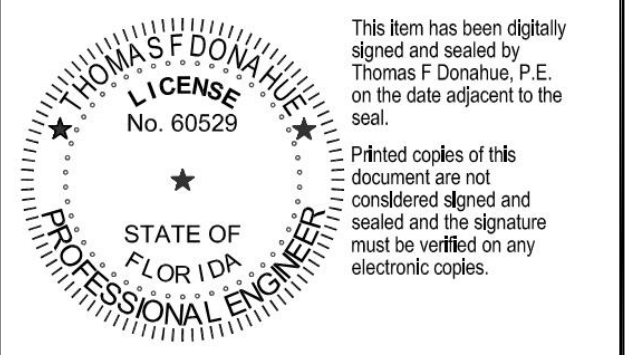 THOMAS F DONAHUE
LICENSE
No. 60529
STATE OF
FLORIDA
PROFESSIONAL ENGINEER
This item has been digitally
signed and sealed by
Thomas F Donahue, P.E.
on the date adjacent to the
seal.
Printed copies of this
document are not
considered signed and
sealed and the signature
must be verified on any
electronic copies.